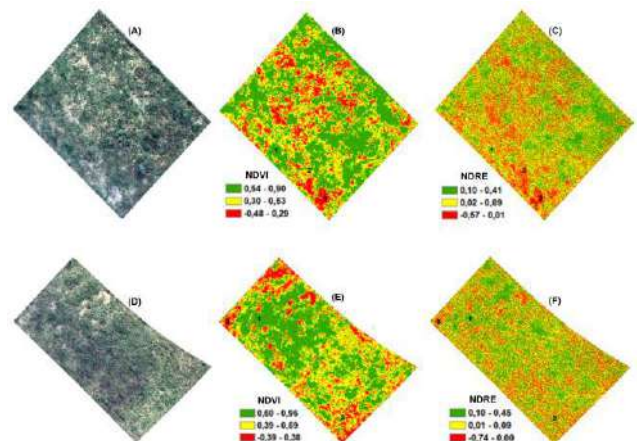 (A)
(B)
(C)
NDVI
0,54 - 0,90
0,30 - 0,53
-0,48 - 0,29
NDRE
0,10 - 0,41
0,02 - 0,09
-0,57 - 0,01
(D)
(E)
(F)
NDVI
0,60 - 0,95
0,39 - 0,59
-0,39 - 0,38
NDRE
0,10 - 0,45
0,01 - 0,09
-0,74 - 0,00